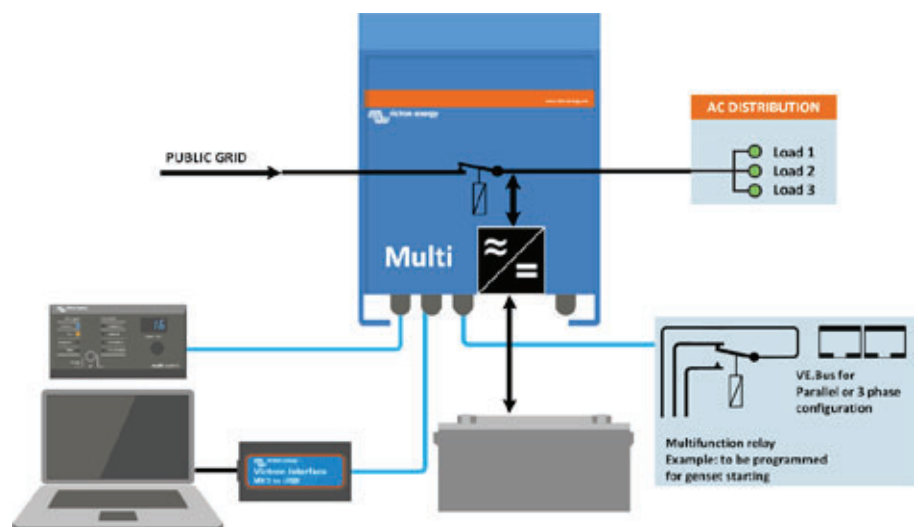 victron energy
AC DISTRIBUTION
PUBLIC GRID
Load 1
Load 2
Load 3
Multi
16
VE.Bus for
Parallel or 3 phase
configuration
Multifunction relay
Example: to be programmed
for genset starting
Victron interface
MK3 to USB